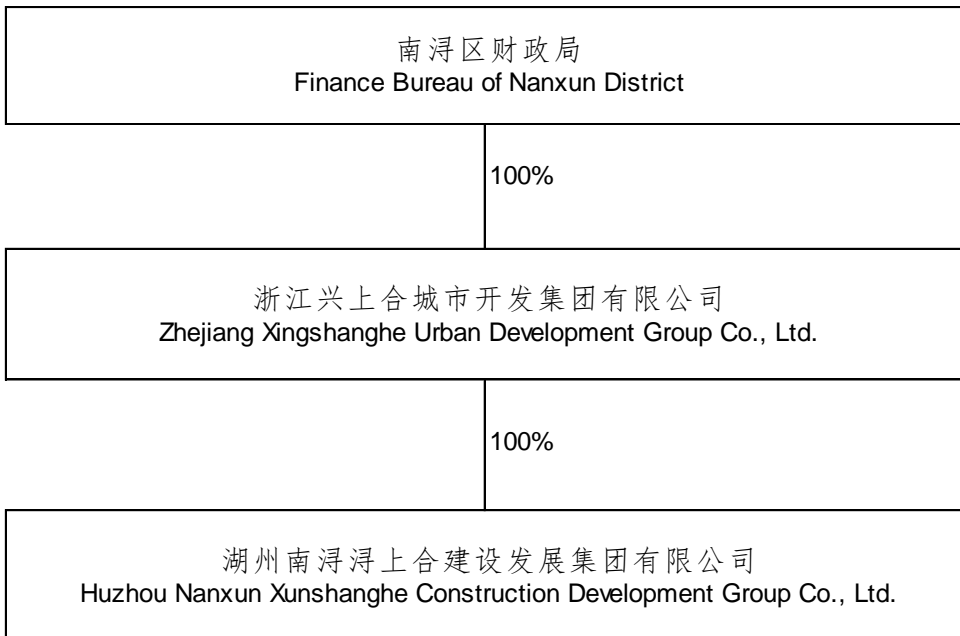 南浔区财政局
Finance Bureau of Nanxun District
100%
浙江兴上合城市开发集团有限公司
Zhejiang Xingshanghe Urban Development Group Co., Ltd.
100%
湖州南浔浔上合建设发展集团有限公司
Huzhou Nanxun Xunshanghe Construction Development Group Co., Ltd.